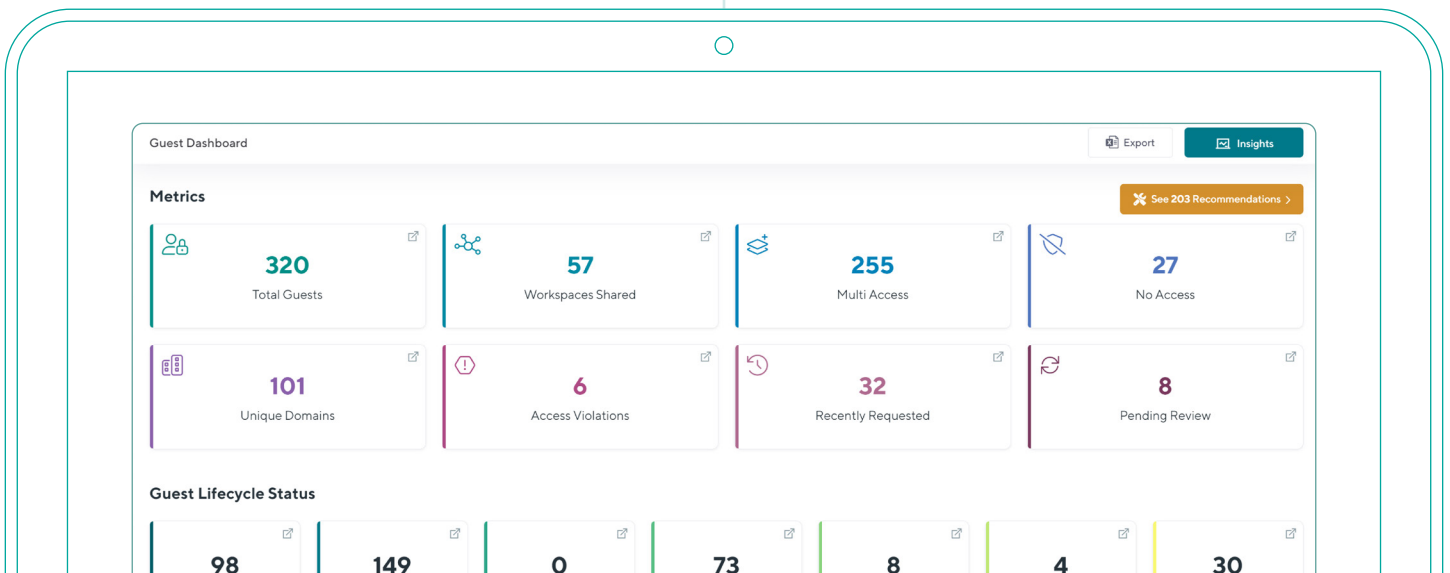 Guest Dashboard Export Insights
Metrics See 203 Recommendations
320 57 255 27
Total Guests Workspaces Shared Multi Access No Access
101 6 32 8
Unique Domains Access Violations Recently Requested Pending Review
Guest Lifecycle Status
98 149 0 73 8 4 30